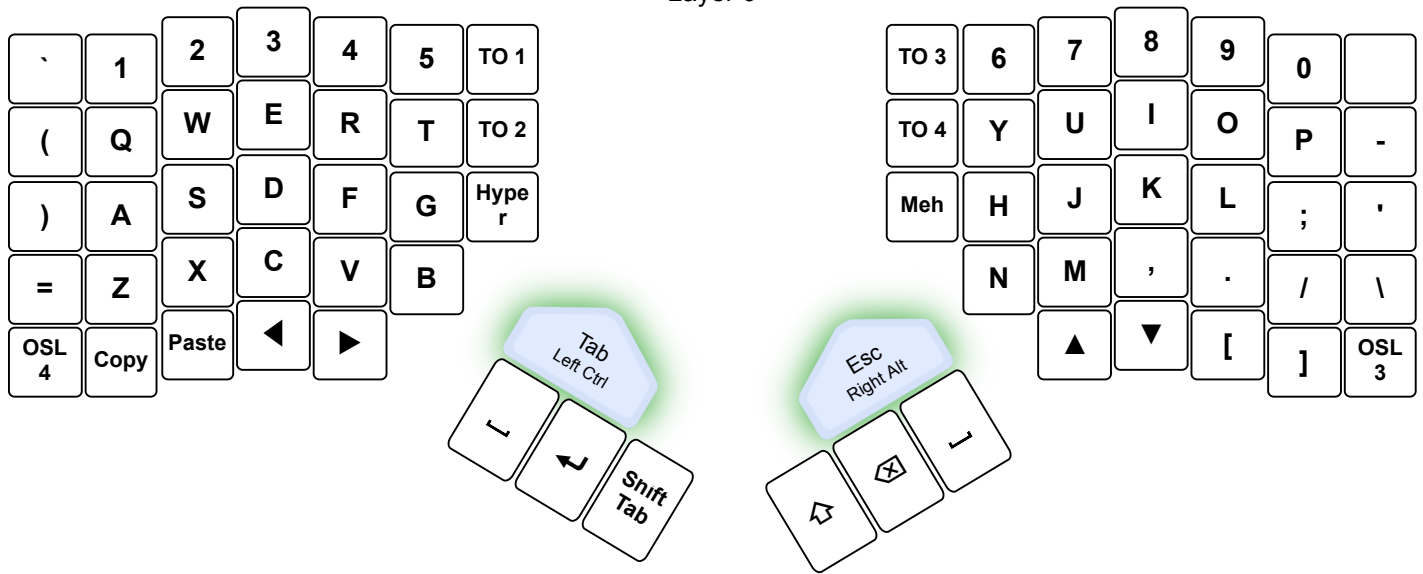 Layer 0
` 1 2 3 4 5 TO 1
TO 3 6 7 8 9 0
( Q W E R T TO 2
TO 4 Y U I O P -
) A S D F G Hype
r
Meh H J K L ; '
= Z X C V B
N M , . / \
OSL
4 Copy Paste ◀ ▶
▲ ▼ [ ] OSL
3
Tab
Left Ctrl
Esc
Right Alt
Shift
Tab